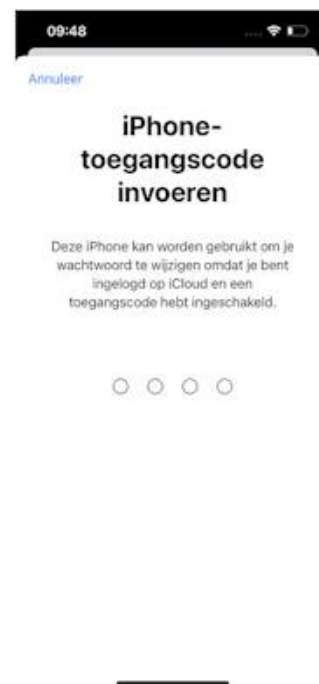 09:48
Annuleer
iPhone-
toegangscode
invoeren
Deze iPhone kan worden gebruikt om je
wachtwoord te wijzigen omdat je bent
ingelogd op iCloud en een
toegangscode hebt ingeschakeld.